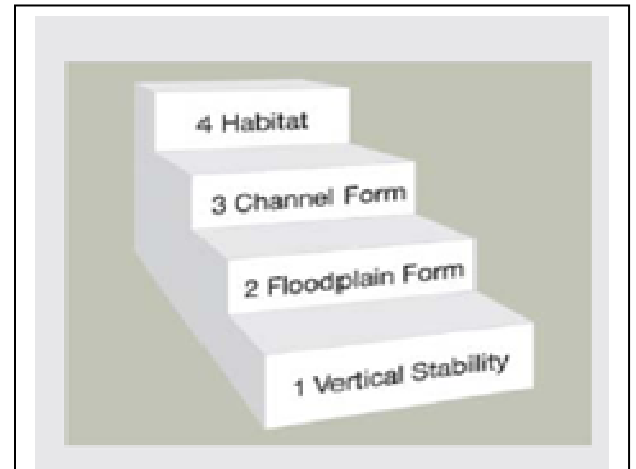 4 Habitat
3 Channel Form
2 Floodplain Form
1 Vertical Stability